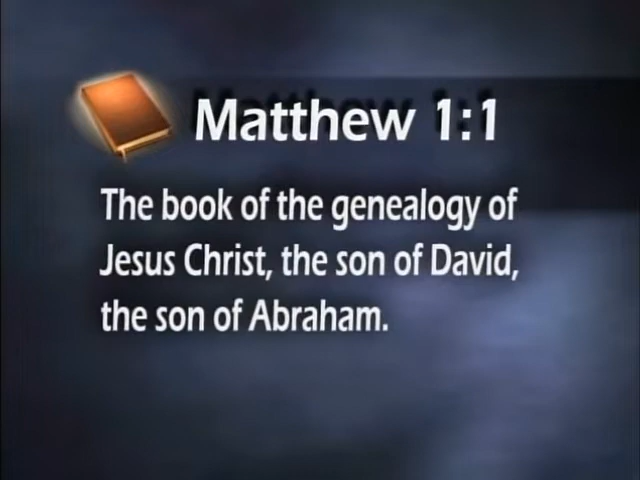 Matthew 1:1
The book of the genealogy of
Jesus Christ, the son of David,
the son of Abraham.